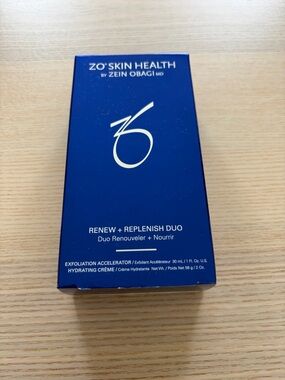 ZO® SKIN HEALTH
BY ZEIN OBAGI MD
RENEW + REPLENISH DUO
Duo Renouveler + Nourrir
EXFOLIATION ACCELERATOR / Exfoliant Accélérateur 30 mL / 1 Fl. Oz. U.S.
HYDRATING CRÈME / Crème Hydratante Net Wt. / Poids Net 56 g / 2 Oz.